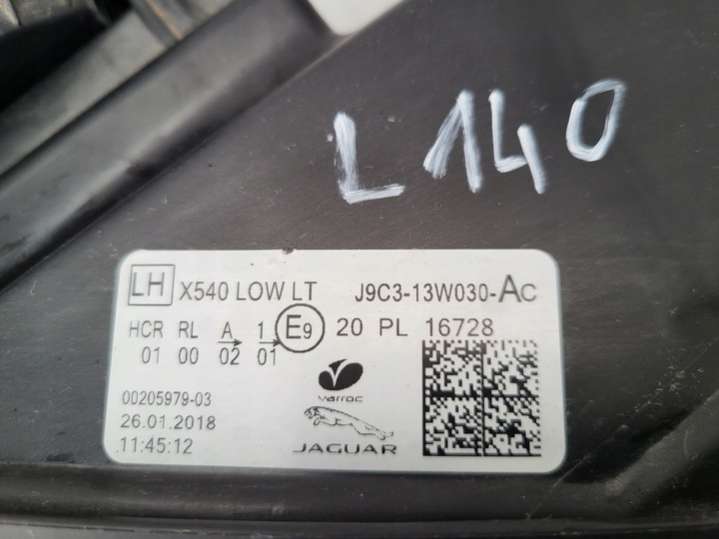 L140
LH X540 LOW LT J9C3-13W030-AC
HCR RL A 1 E9 20 PL 16728
01 00 02 01
varroc
00205979-03
26.01.2018
JAGUAR
11:45:12